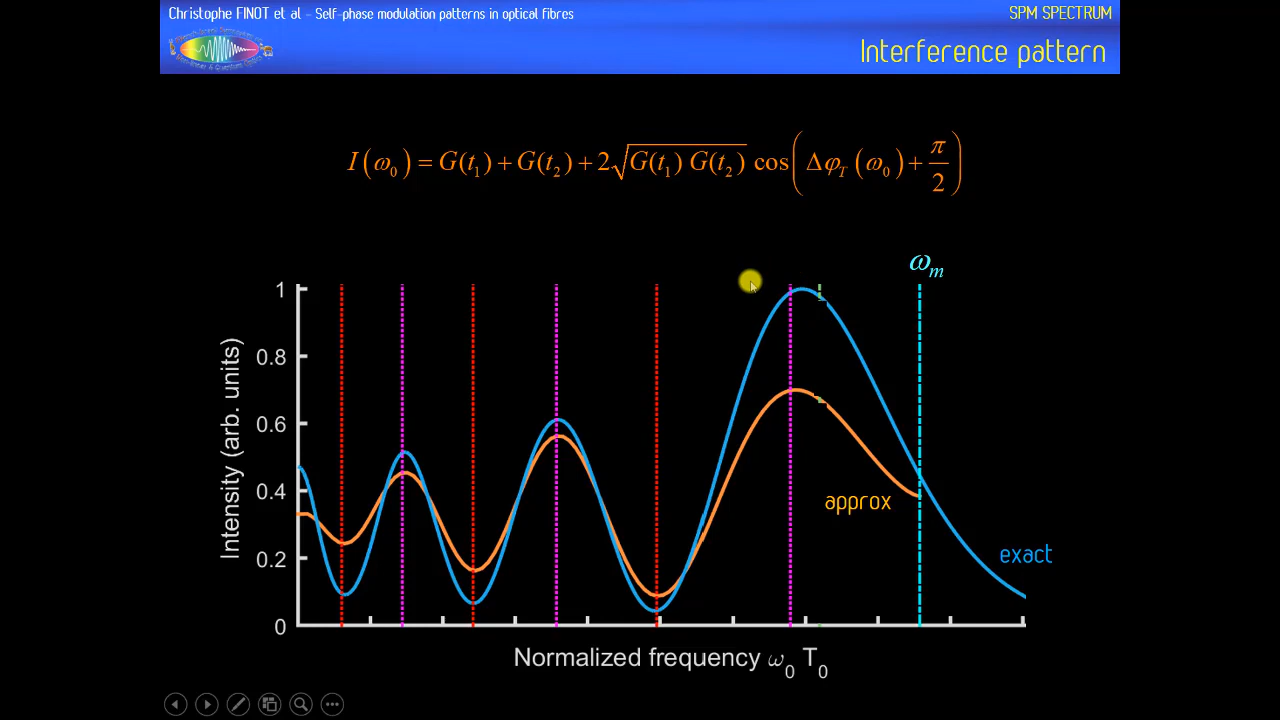 Christophe FINOT et al – Self-phase modulation patterns in optical fibres
SPM SPECTRUM
Interference pattern
I(ω₀) = G(t₁) + G(t₂) + 2√(G(t₁) G(t₂)) cos(Δφ_T(ω₀) + π/2)
ω_m
1
0.8
0.6
0.4
0.2
0
Intensity (arb. units)
approx
exact
Normalized frequency ω₀ T₀